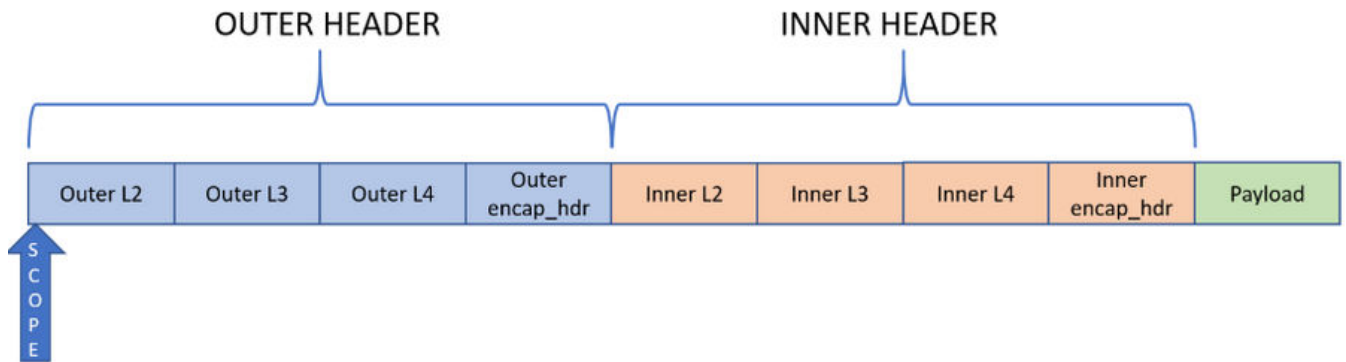 OUTER HEADER
INNER HEADER
Outer L2
Outer L3
Outer L4
Outer
encap_hdr
Inner L2
Inner L3
Inner L4
Inner
encap_hdr
Payload
S
C
O
P
E